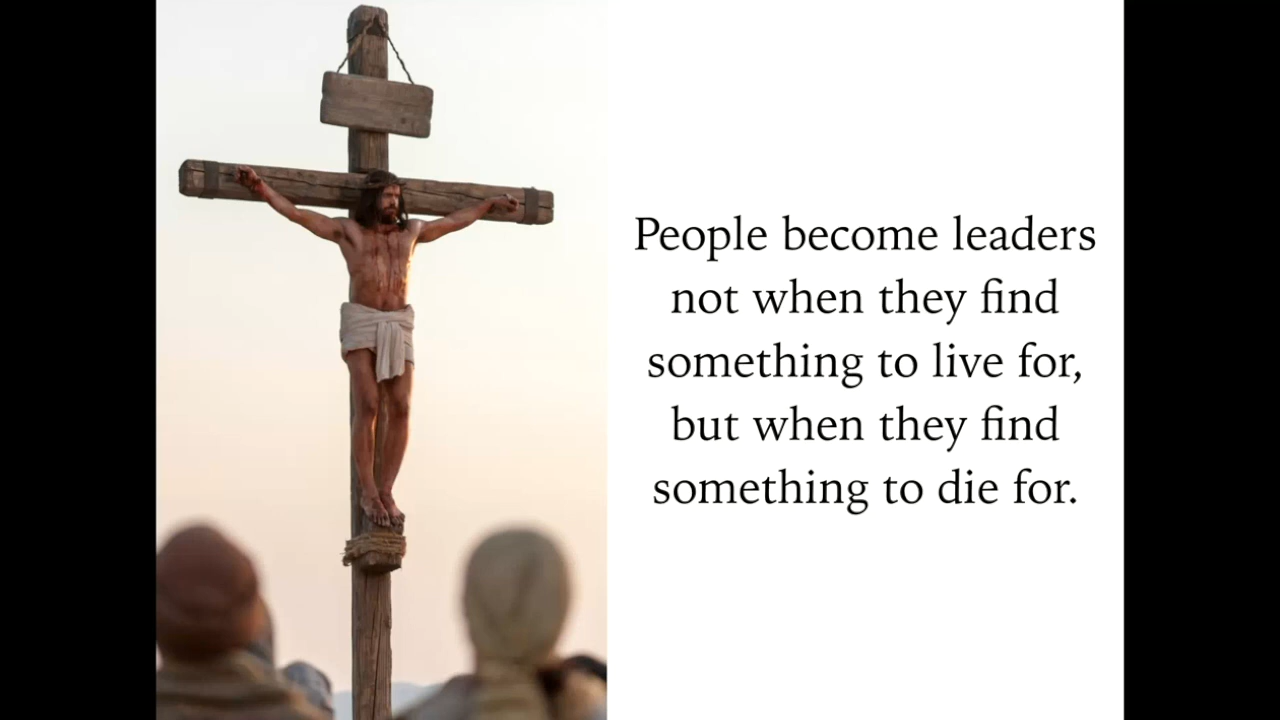 People become leaders
not when they find
something to live for,
but when they find
something to die for.